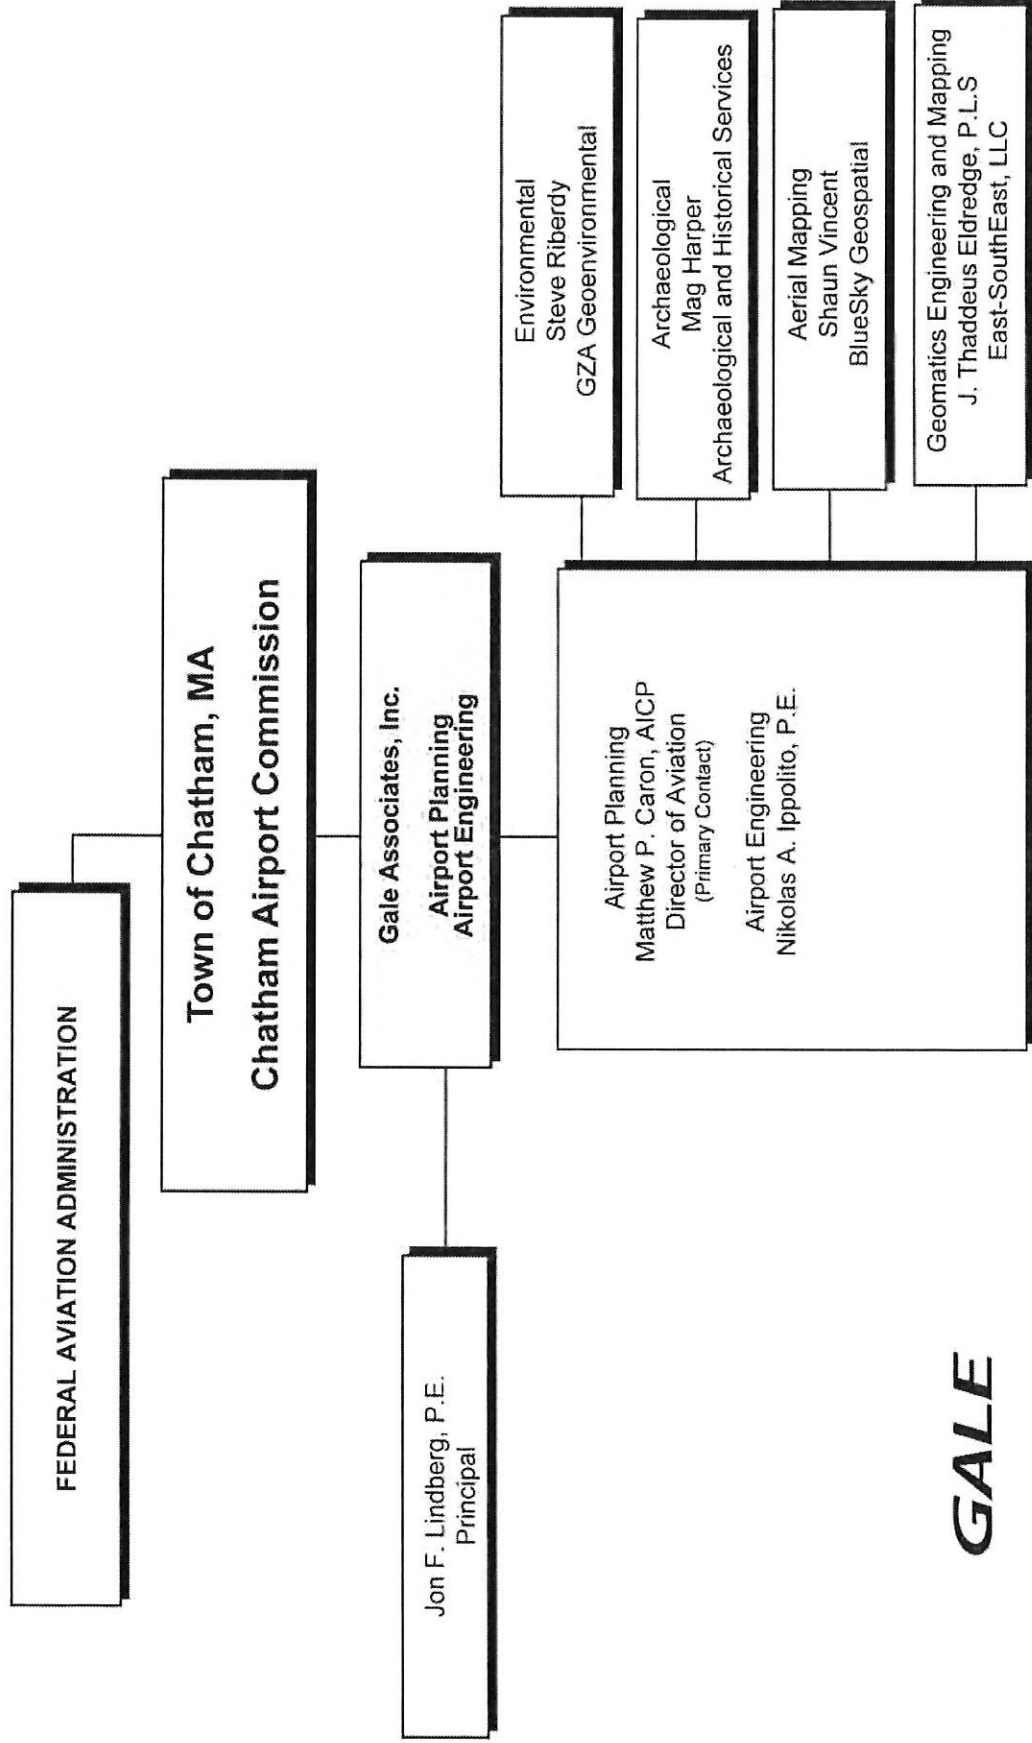 FEDERAL AVIATION ADMINISTRATION
Town of Chatham, MA
Chatham Airport Commission
Gale Associates, Inc.
Airport Planning
Airport Engineering
Jon F. Lindberg, P.E.
Principal
Airport Planning
Matthew P. Caron, AICP
Director of Aviation
(Primary Contact)
Airport Engineering
Nikolas A. Ippolito, P.E.
Environmental
Steve Riberdy
GZA Geoenvironmental
Archaeological
Mag Harper
Archaeological and Historical Services
Aerial Mapping
Shaun Vincent
BlueSky Geospatial
Geomatics Engineering and Mapping
J. Thaddeus Eldredge, P.L.S
East-SouthEast, LLC
GALE